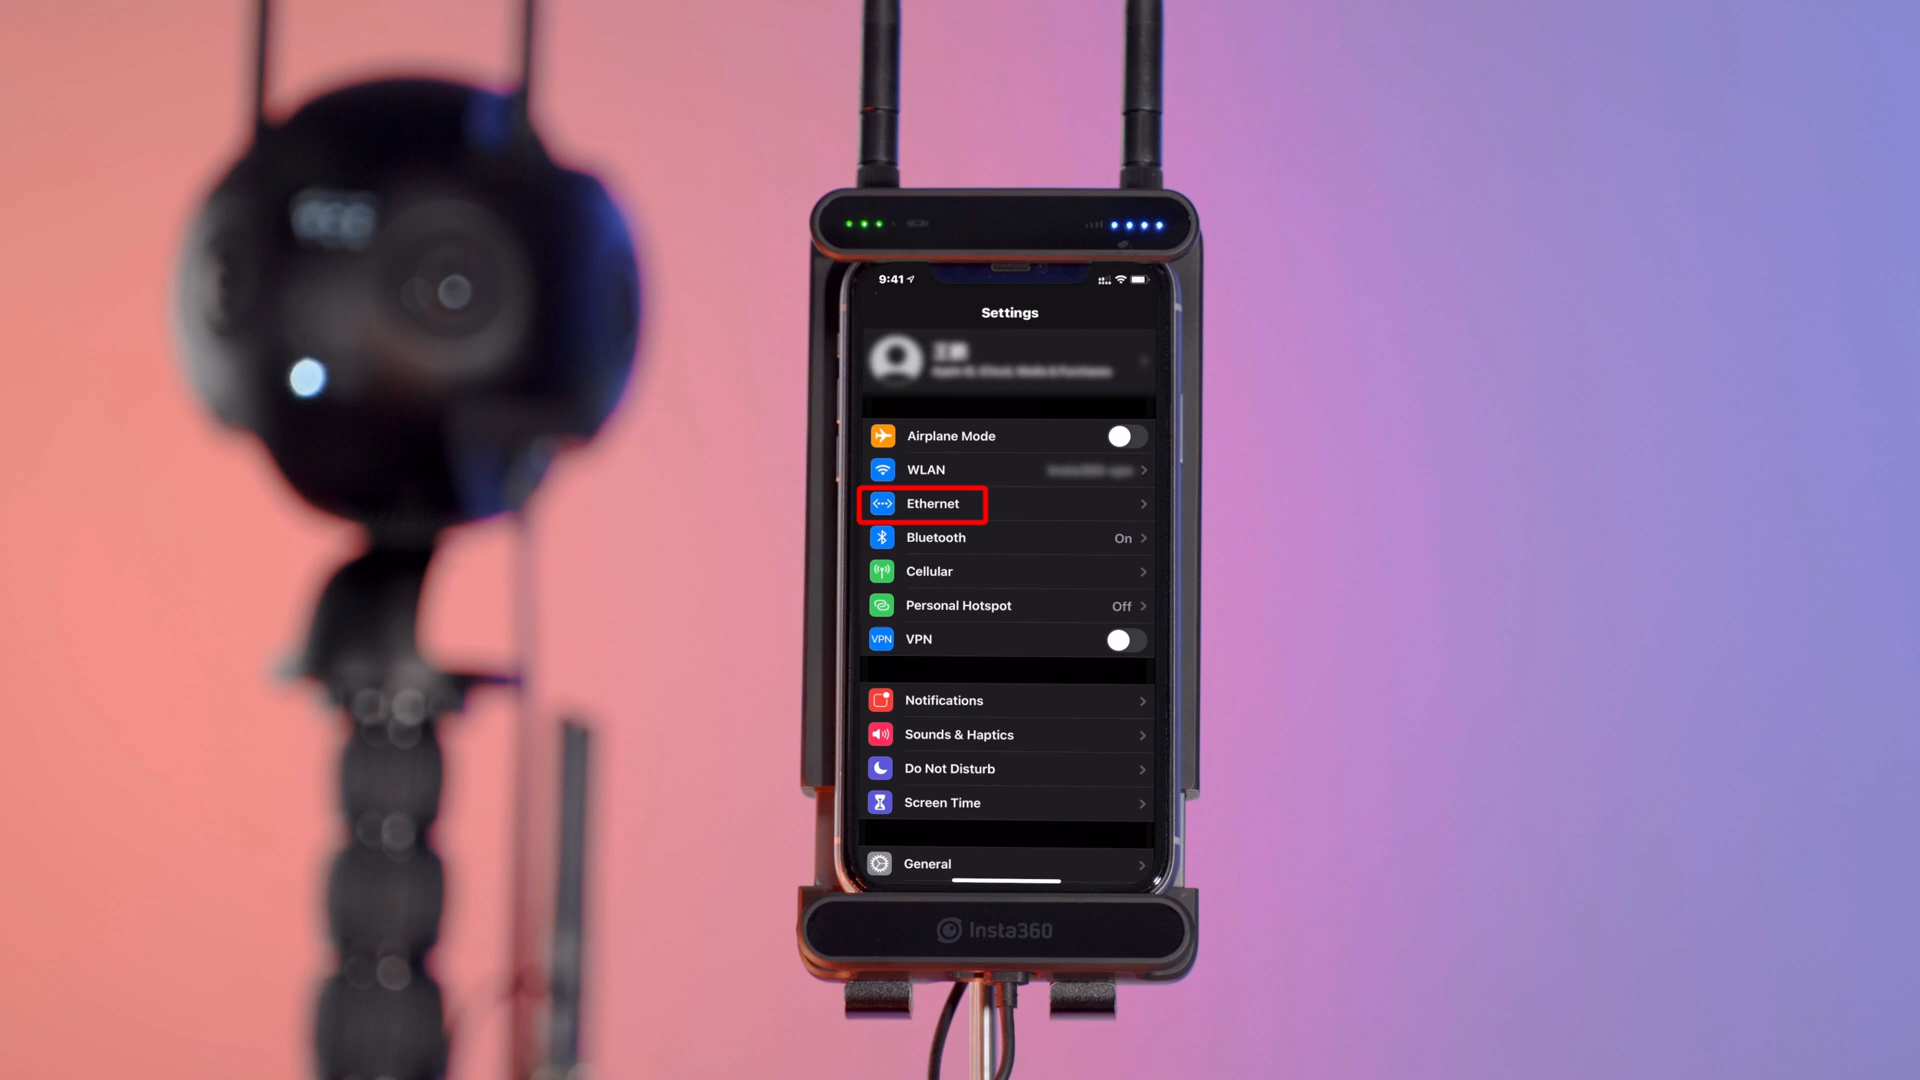 9:41
Settings
Airplane Mode
WLAN
Ethernet
Bluetooth On
Cellular
Personal Hotspot Off
VPN VPN
Notifications
Sounds & Haptics
Do Not Disturb
Screen Time
General
Insta360